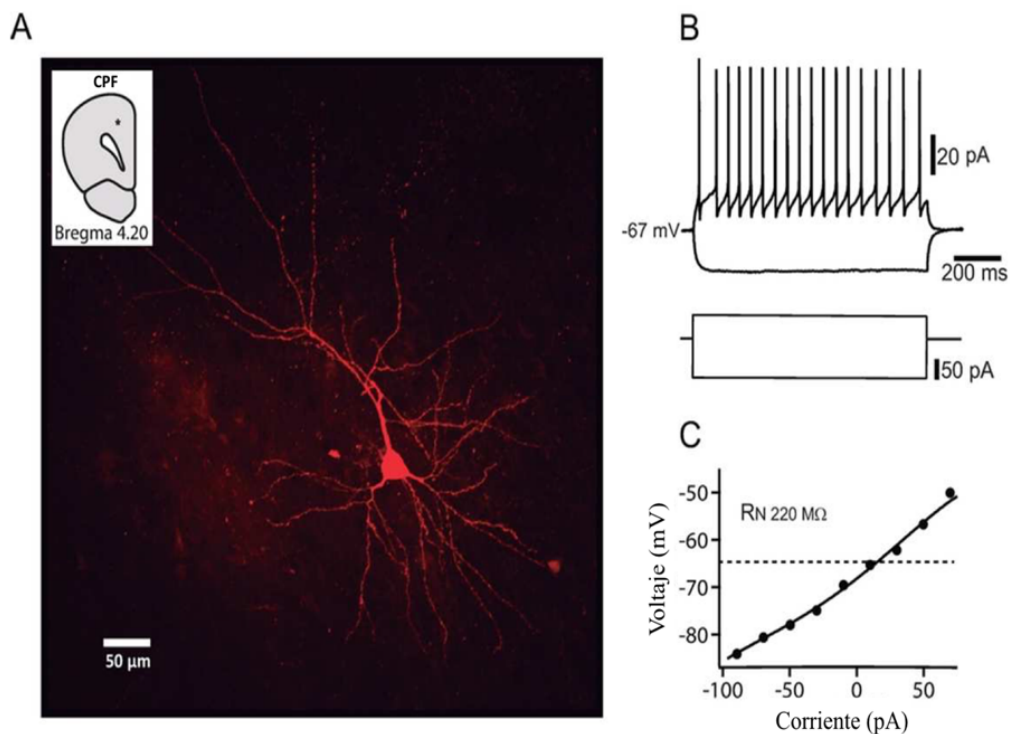 A
CPF
*
Bregma 4.20
50 µm
B
20 pA
-67 mV
200 ms
50 pA
C
-50
-60
-70
-80
Voltaje (mV)
RN 220 MΩ
-100
-50
0
50
Corriente (pA)